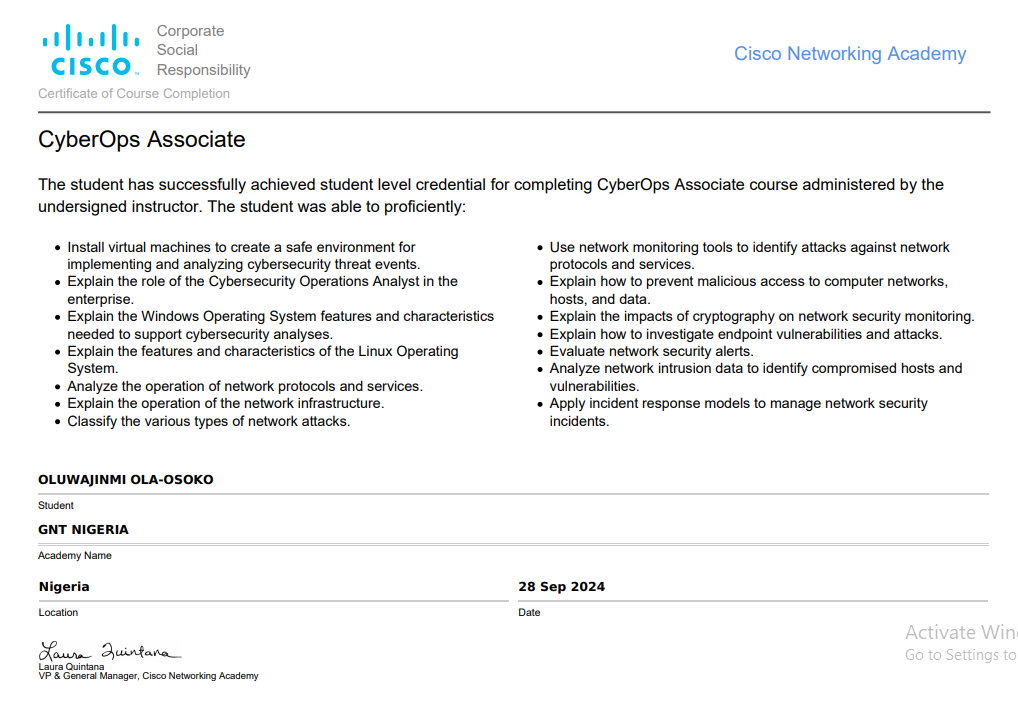 CISCO
Corporate
Social
Responsibility
Cisco Networking Academy
Certificate of Course Completion
CyberOps Associate
The student has successfully achieved student level credential for completing CyberOps Associate course administered by the
undersigned instructor. The student was able to proficiently:
• Install virtual machines to create a safe environment for
implementing and analyzing cybersecurity threat events.
• Explain the role of the Cybersecurity Operations Analyst in the
enterprise.
• Explain the Windows Operating System features and characteristics
needed to support cybersecurity analyses.
• Explain the features and characteristics of the Linux Operating
System.
• Analyze the operation of network protocols and services.
• Explain the operation of the network infrastructure.
• Classify the various types of network attacks.
• Use network monitoring tools to identify attacks against network
protocols and services.
• Explain how to prevent malicious access to computer networks,
hosts, and data.
• Explain the impacts of cryptography on network security monitoring.
• Explain how to investigate endpoint vulnerabilities and attacks.
• Evaluate network security alerts.
• Analyze network intrusion data to identify compromised hosts and
vulnerabilities.
• Apply incident response models to manage network security
incidents.
OLUWAJINMI OLA-OSOKO
Student
GNT NIGERIA
Academy Name
Nigeria
Location
28 Sep 2024
Date
Laura Quintana
Laura Quintana
VP & General Manager, Cisco Networking Academy
Activate Win
Go to Settings to